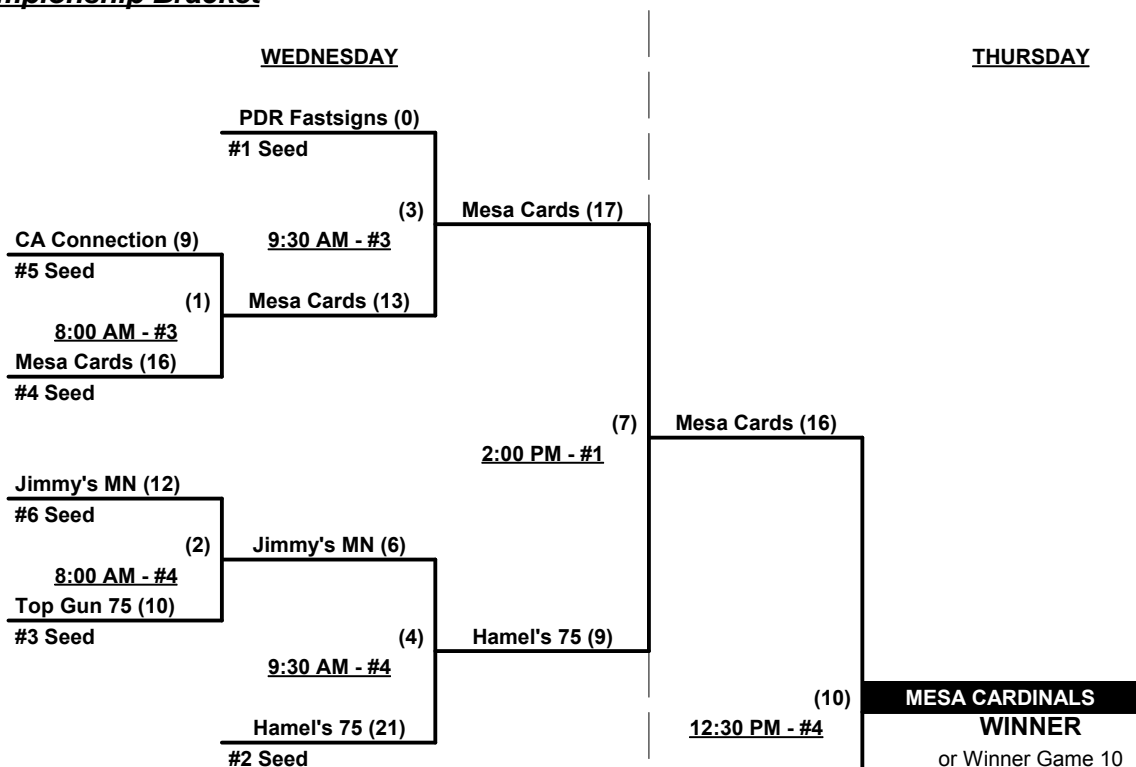 WEDNESDAY
THURSDAY
PDR Fastsigns (0)
#1 Seed
(3)
Mesa Cards (17)
9:30 AM - #3
CA Connection (9)
#5 Seed
(1)
Mesa Cards (13)
8:00 AM - #3
Mesa Cards (16)
#4 Seed
(7)
Mesa Cards (16)
2:00 PM - #1
Jimmy's MN (12)
#6 Seed
(2)
Jimmy's MN (6)
8:00 AM - #4
Top Gun 75 (10)
#3 Seed
(4)
Hamel's 75 (9)
9:30 AM - #4
Hamel's 75 (21)
#2 Seed
(10)
MESA CARDINALS
12:30 PM - #4
WINNER
or Winner Game 10